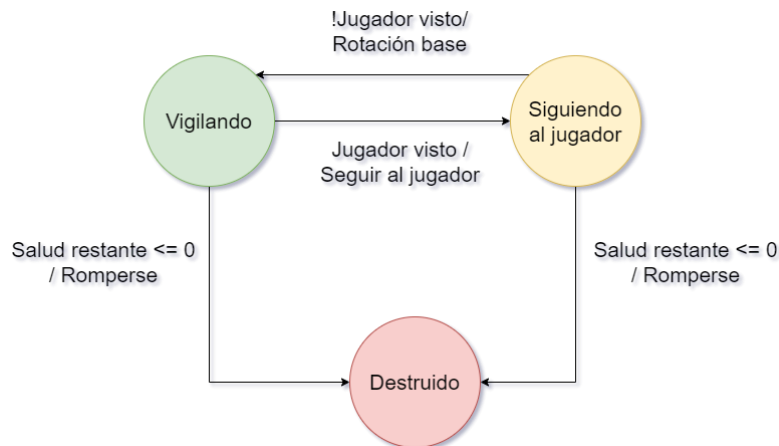 !Jugador visto/
Rotación base
Vigilando
Siguiendo
al jugador
Jugador visto /
Seguir al jugador
Salud restante <= 0
/ Romperse
Salud restante <= 0
/ Romperse
Destruido